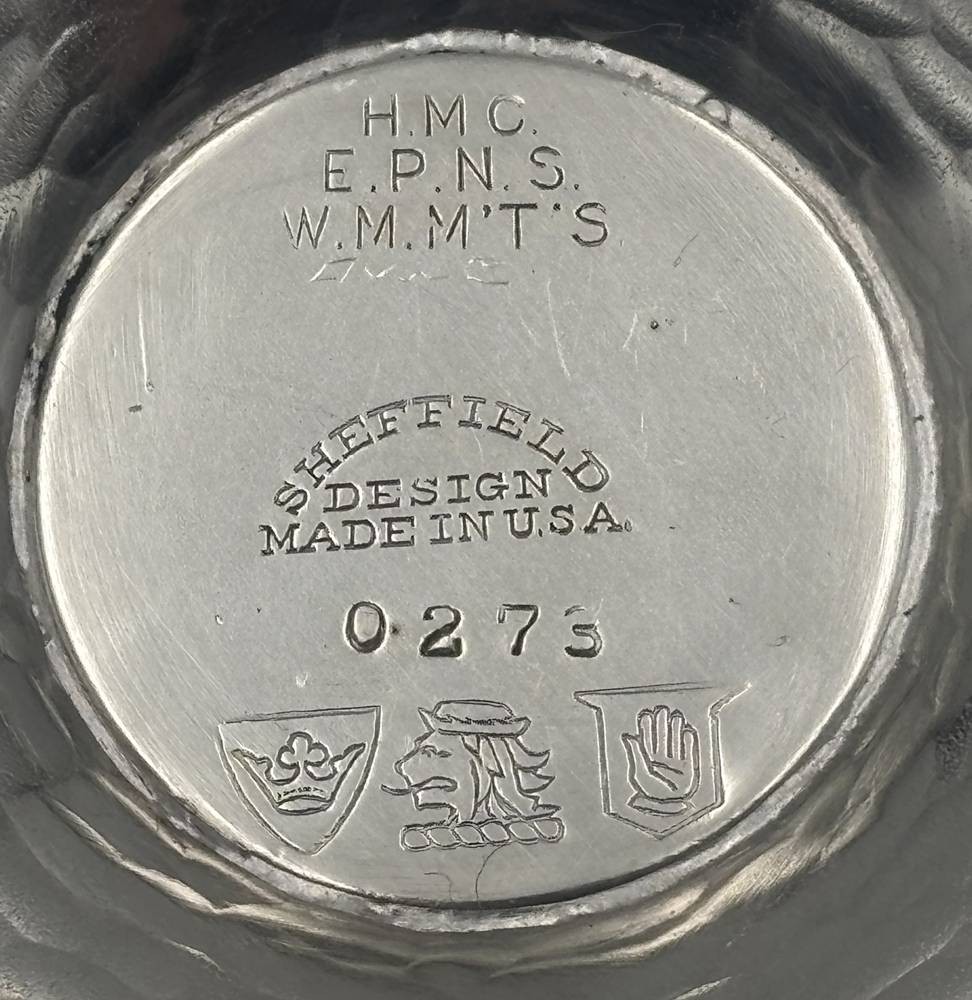 H.M.C.
E.P.N.S.
W.M.M'T'S.
SHEFFIELD
DESIGN
MADE IN U.S.A.
0273